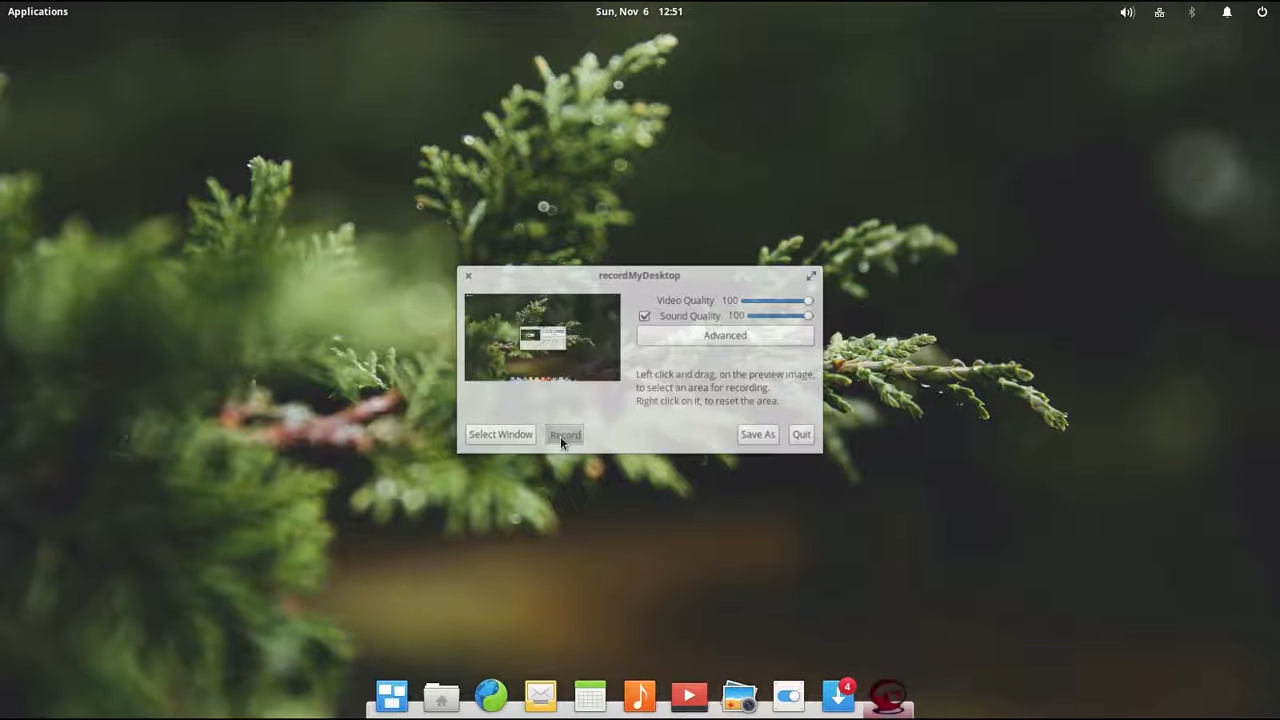 Applications
Sun, Nov 6 12:51
recordMyDesktop
Video Quality 100
Sound Quality 100
Advanced
Left click and drag, on the preview image,
to select an area for recording.
Right click on it, to reset the area.
Select Window
Record
Save As
Quit
4